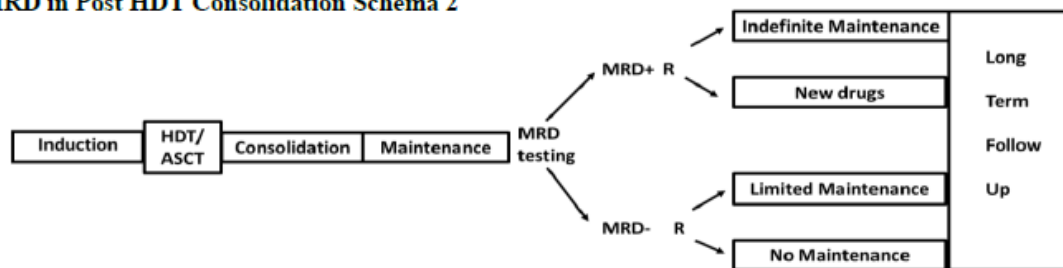 MRD in Post HDT Consolidation Schema 2
Induction
HDT/
ASCT
Consolidation
Maintenance
MRD
testing
MRD+ R
Indefinite Maintenance
New drugs
MRD- R
Limited Maintenance
No Maintenance
Long
Term
Follow
Up